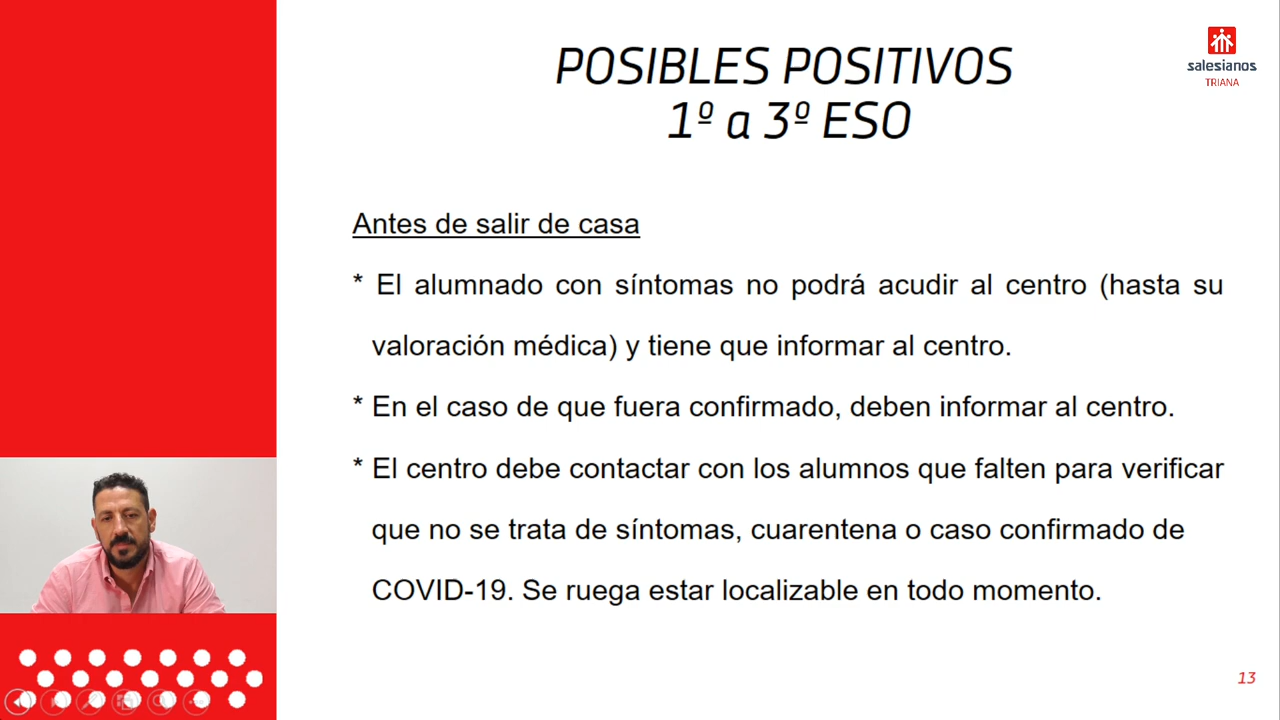 POSIBLES POSITIVOS
1º a 3º ESO
salesianos
TRIANA
Antes de salir de casa
* El alumnado con síntomas no podrá acudir al centro (hasta su
valoración médica) y tiene que informar al centro.
* En el caso de que fuera confirmado, deben informar al centro.
* El centro debe contactar con los alumnos que falten para verificar
que no se trata de síntomas, cuarentena o caso confirmado de
COVID-19. Se ruega estar localizable en todo momento.
13